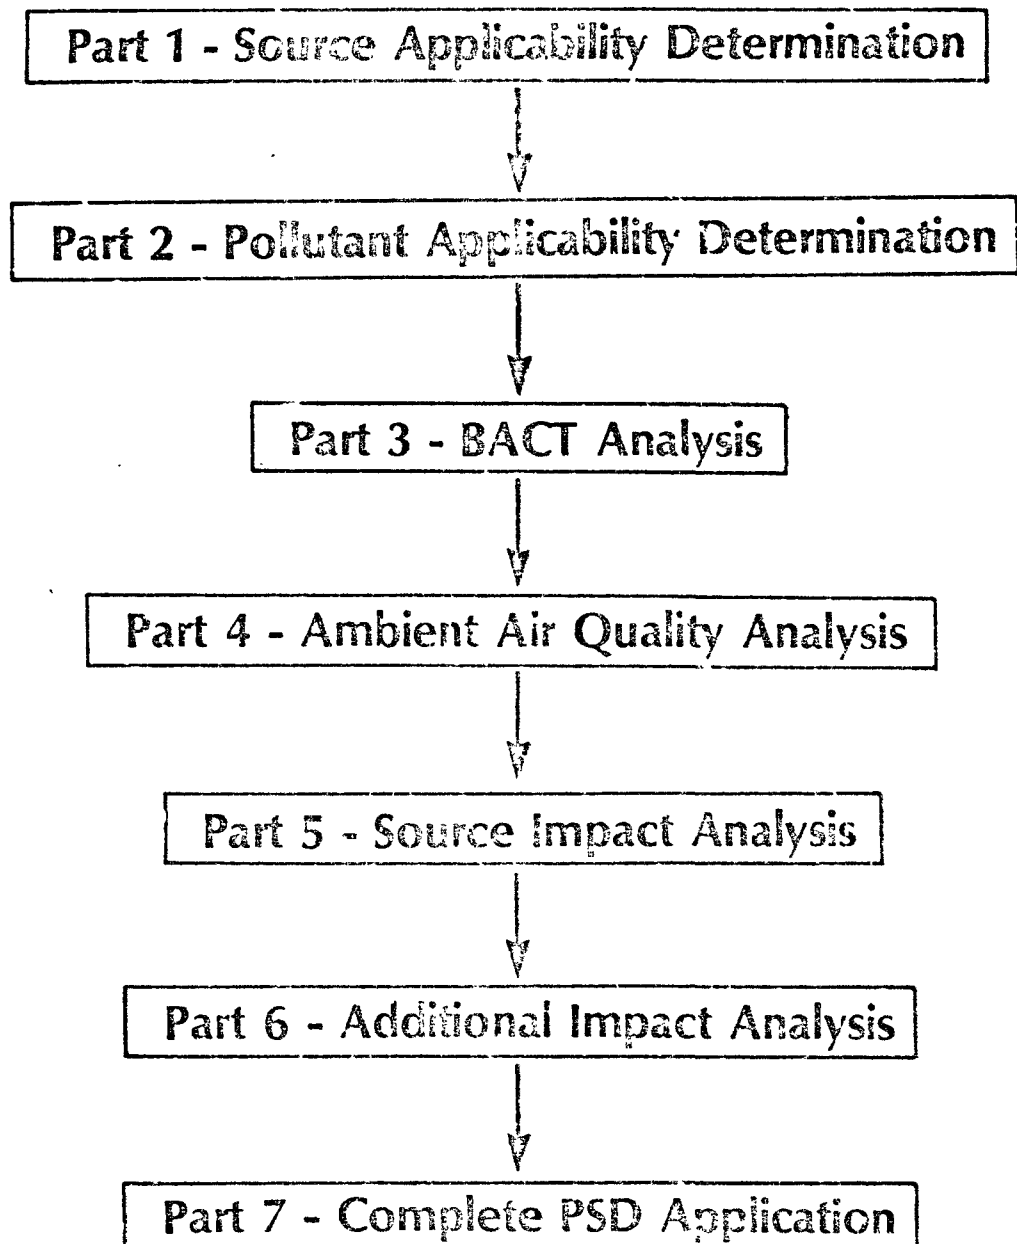 Part 1 - Source Applicability Determination
Part 2 - Pollutant Applicability Determination
Part 3 - BACT Analysis
Part 4 - Ambient Air Quality Analysis
Part 5 - Source Impact Analysis
Part 6 - Additional Impact Analysis
Part 7 - Complete PSD Application